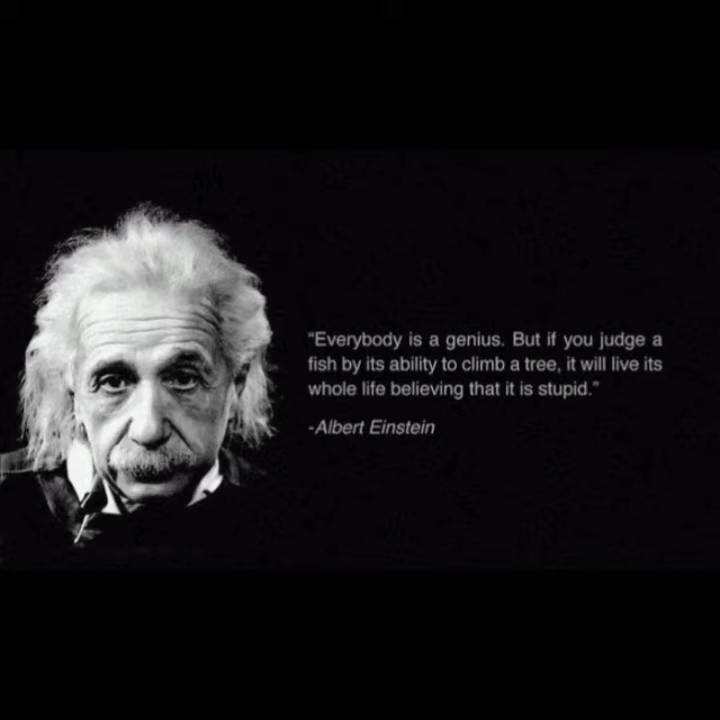 “Everybody is a genius. But if you judge a
fish by its ability to climb a tree, it will live its
whole life believing that it is stupid.”
-Albert Einstein